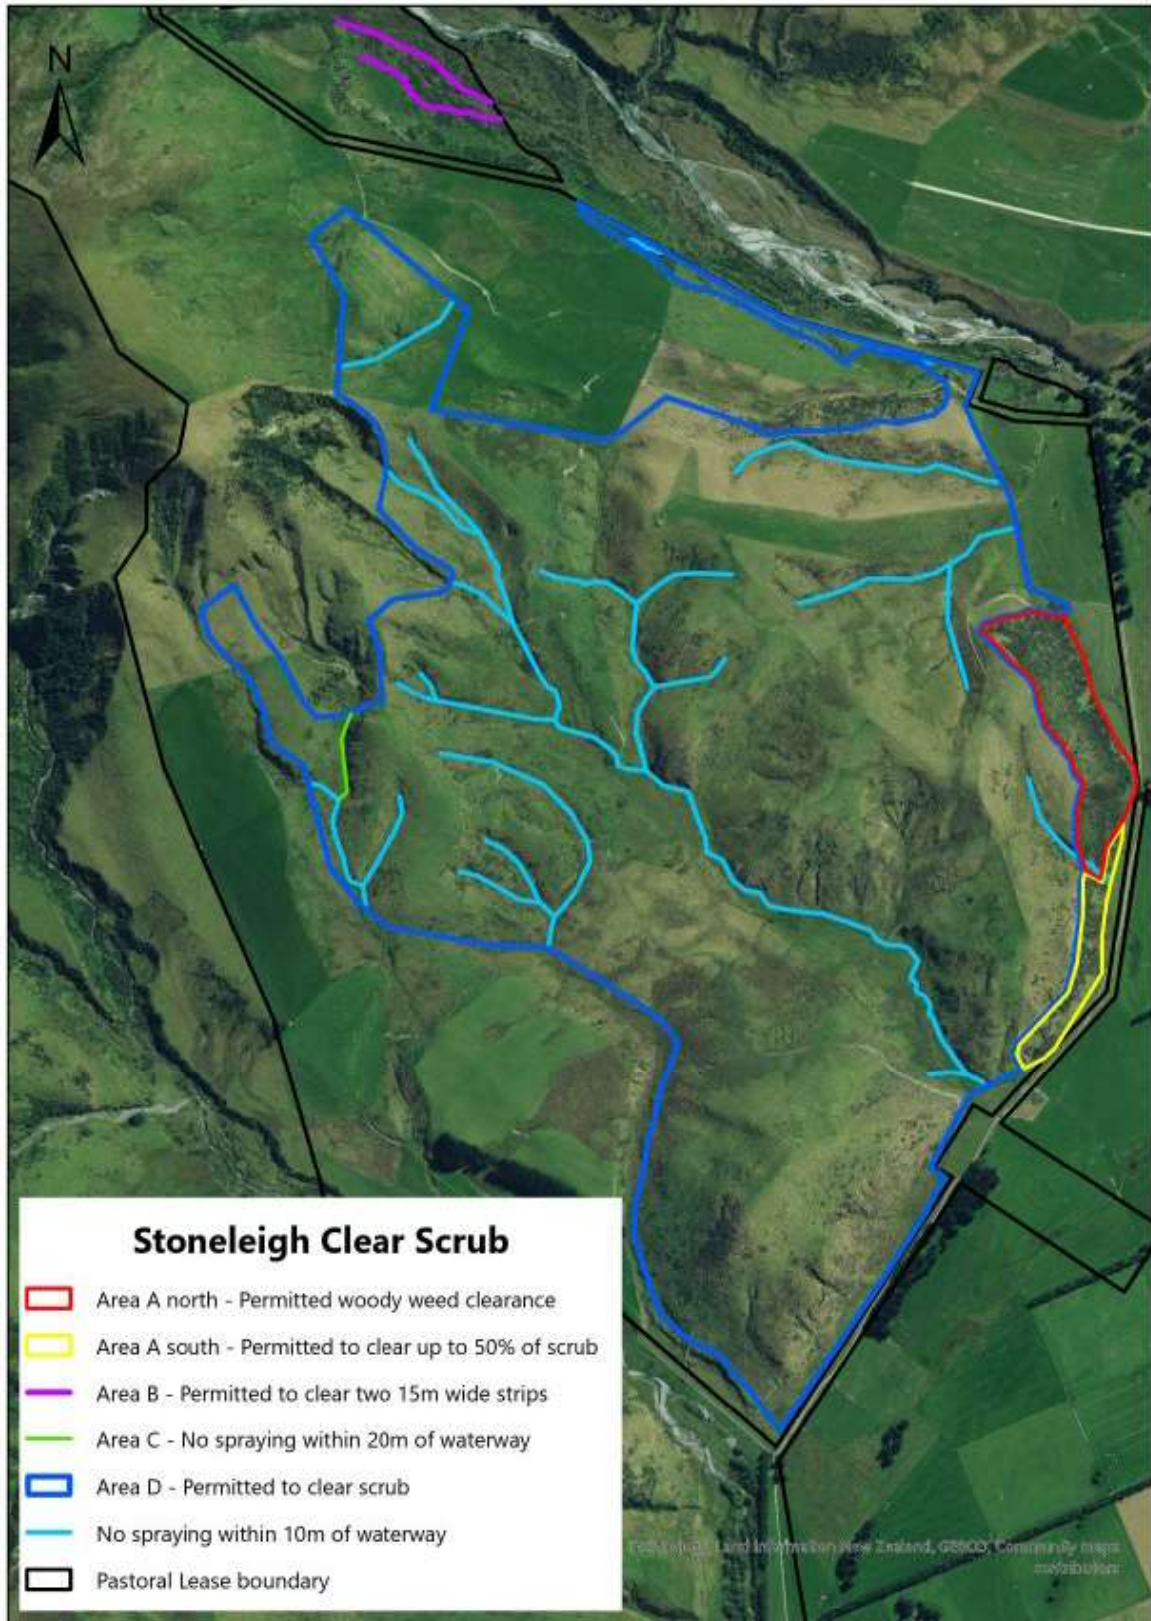 N
Stoneleigh Clear Scrub
Area A north - Permitted woody weed clearance
Area A south - Permitted to clear up to 50% of scrub
Area B - Permitted to clear two 15m wide strips
Area C - No spraying within 20m of waterway
Area D - Permitted to clear scrub
No spraying within 10m of waterway
Pastoral Lease boundary
Land Information New Zealand, GEBCO, Community maps
contributors